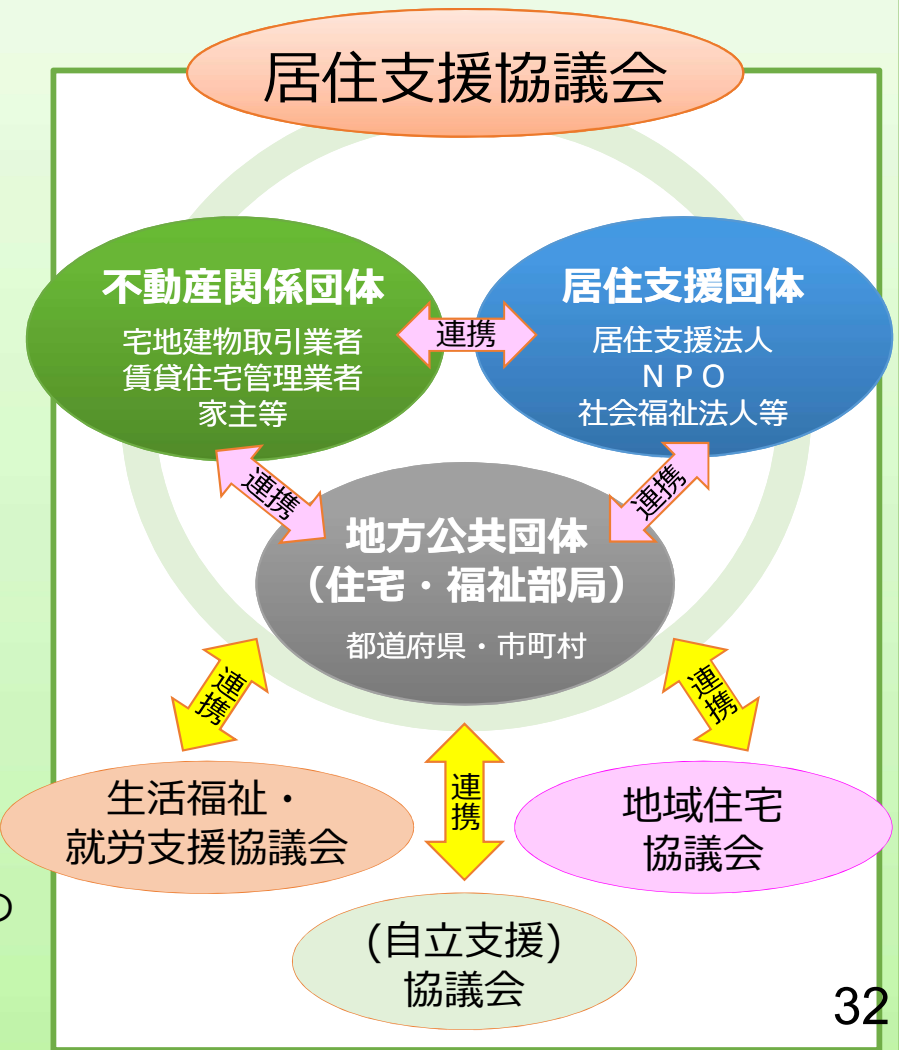 居住支援協議会
不動産関係団体
宅地建物取引業者
賃貸住宅管理業者
家主等
連携
居住支援団体
居住支援法人
ＮＰＯ
社会福祉法人等
連携
連携
地方公共団体
（住宅・福祉部局）
都道府県・市町村
連携
連携
連携
生活福祉・
就労支援協議会
地域住宅
協議会
(自立支援)
協議会
32